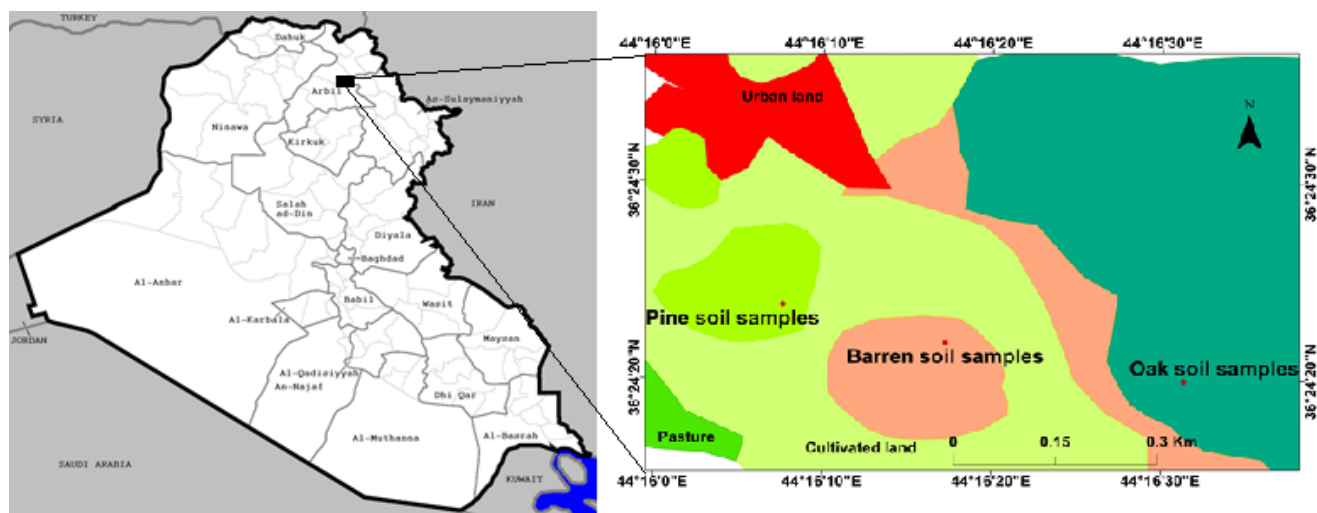 TURKEY
Dahuk
Arbil
As-Sulaymaniyyah
SYRIA
Ninawa
Kirkuk
IRAN
Salah
ad-Din
Diyala
Baghdad
Al-Anbar
Babil
Wasit
Al-Karbala
Maysan
JORDAN
Al-Qadisiyyah
An-Najaf
Dhi Qar
Al-Muthanna
Al-Basrah
SAUDI ARABIA
KUWAIT
44°16'0"E 44°16'10"E 44°16'20"E 44°16'30"E
Urban land
N
36°24'30"N 36°24'30"N
Pine soil samples
Barren soil samples
Oak soil samples
36°24'20"N 36°24'20"N
Pasture
Cultivated land
0 0.15 0.3 Km
44°16'0"E 44°16'10"E 44°16'20"E 44°16'30"E